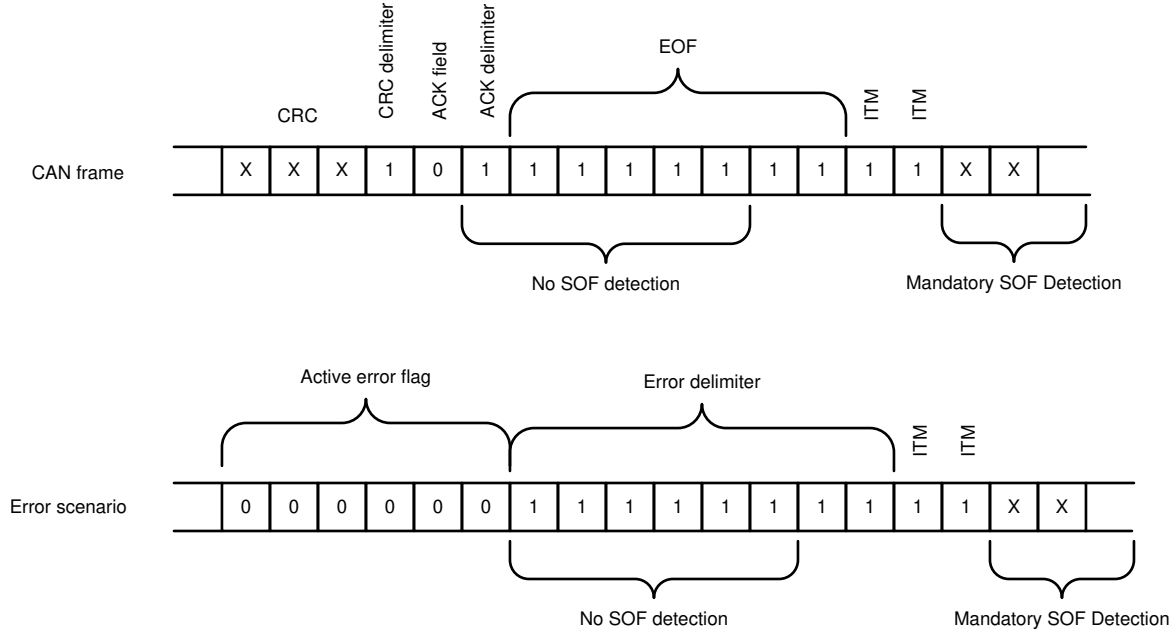 CRC delimiter
ACK field
ACK delimiter
EOF
ITM
ITM
CRC
CAN frame
X X X 1 0 1 1 1 1 1 1 1 1 1 1 X X
No SOF detection
Mandatory SOF Detection
Active error flag
Error delimiter
ITM
ITM
Error scenario
0 0 0 0 0 0 1 1 1 1 1 1 1 1 1 1 X X
No SOF detection
Mandatory SOF Detection